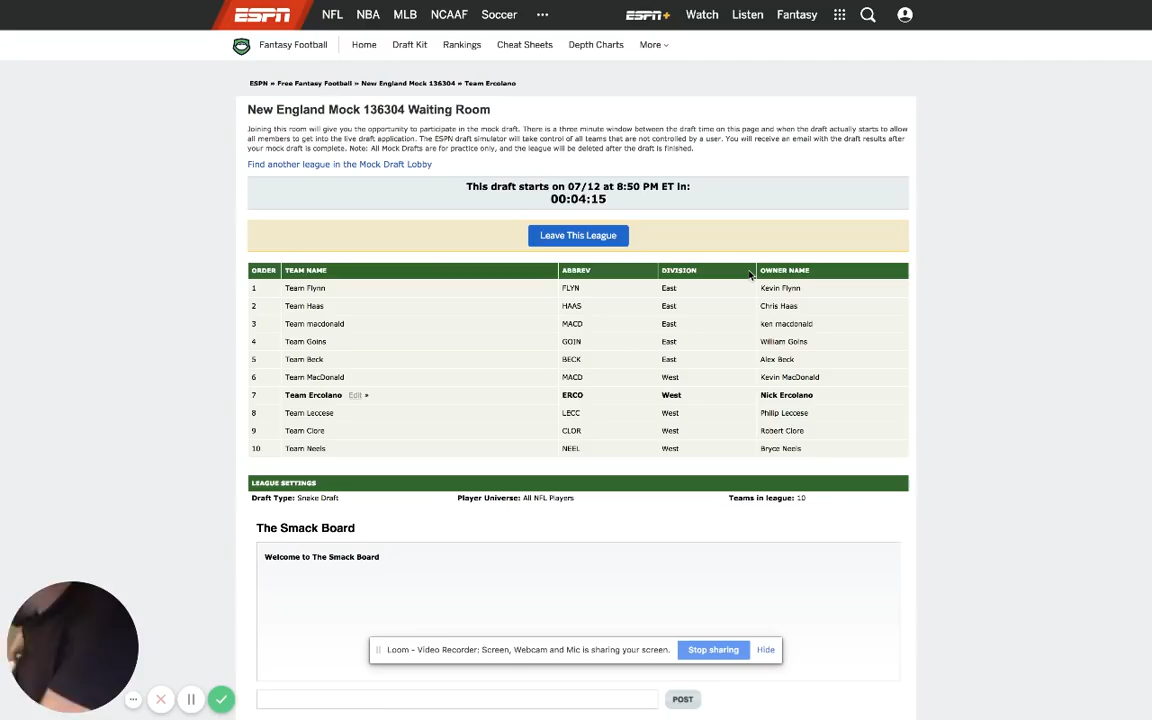 ESPN NFL NBA MLB NCAAF Soccer ••• ESPN+ Watch Listen Fantasy
Fantasy Football Home Draft Kit Rankings Cheat Sheets Depth Charts More
ESPN » Free Fantasy Football » New England Mock 136304 » Team Ercolano
New England Mock 136304 Waiting Room
Joining this room will give you the opportunity to participate in the mock draft. There is a three minute window between the draft time on this page and when the draft actually starts to allow
all members to get into the live draft application. The ESPN draft simulator will take control of all teams that are not controlled by a user. You will receive an email with the draft results after
your mock draft is complete. Note: All Mock Drafts are for practice only, and the league will be deleted after the draft is finished.
Find another league in the Mock Draft Lobby
This draft starts on 07/12 at 8:50 PM ET in:
00:04:15
Leave This League
ORDER TEAM NAME ABBREV DIVISION OWNER NAME
1 Team Flynn FLYN East Kevin Flynn
2 Team Haas HAAS East Chris Haas
3 Team macdonald MACD East ken macdonald
4 Team Goins GOIN East William Goins
5 Team Beck BECK East Alex Beck
6 Team MacDonald MACD West Kevin MacDonald
7 Team Ercolano Edit » ERCO West Nick Ercolano
8 Team Leccese LECC West Philip Leccese
9 Team Clore CLOR West Robert Clore
10 Team Neels NEEL West Bryce Neels
LEAGUE SETTINGS
Draft Type: Snake Draft Player Universe: All NFL Players Teams in league: 10
The Smack Board
Welcome to The Smack Board
Loom - Video Recorder: Screen, Webcam and Mic is sharing your screen. Stop sharing Hide
POST